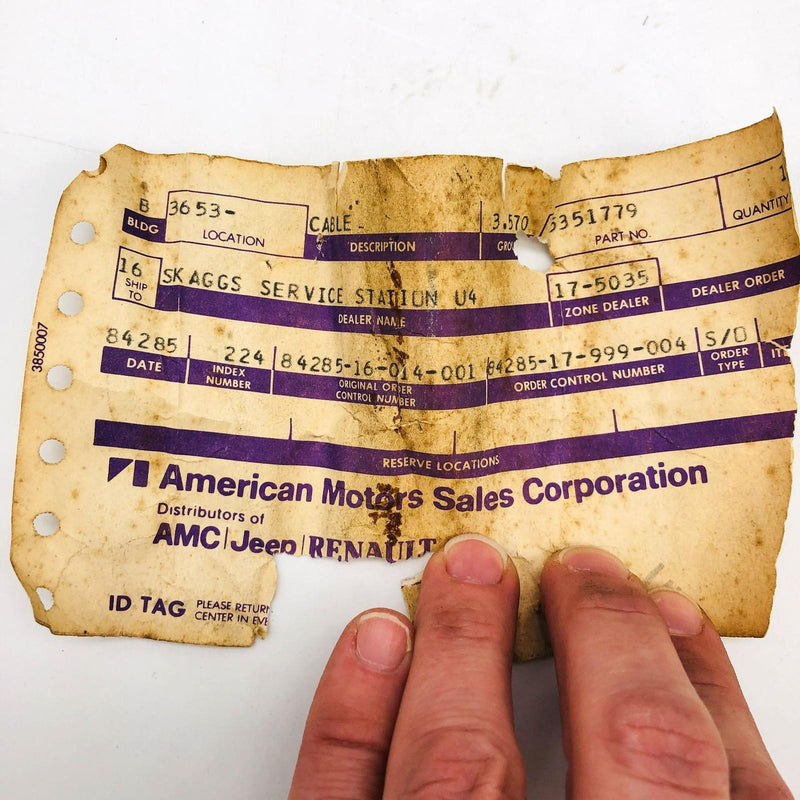 B 3653- CABLE - 3.570 /5351779 1
BLDG LOCATION DESCRIPTION PART NO. QUANTITY
16 SKAGGS SERVICE STATION U4 17-5035
SHIP TO DEALER NAME ZONE DEALER DEALER ORDER
84285 224 84285-16-014-001 84285-17-999-004 S/O
DATE INDEX NUMBER ORIGINAL ORDER CONTROL NUMBER ORDER CONTROL NUMBER ORDER TYPE
RESERVE LOCATIONS
American Motors Sales Corporation
Distributors of
AMC|Jeep|RENAULT
ID TAG PLEASE RETURN
CENTER IN
3850007